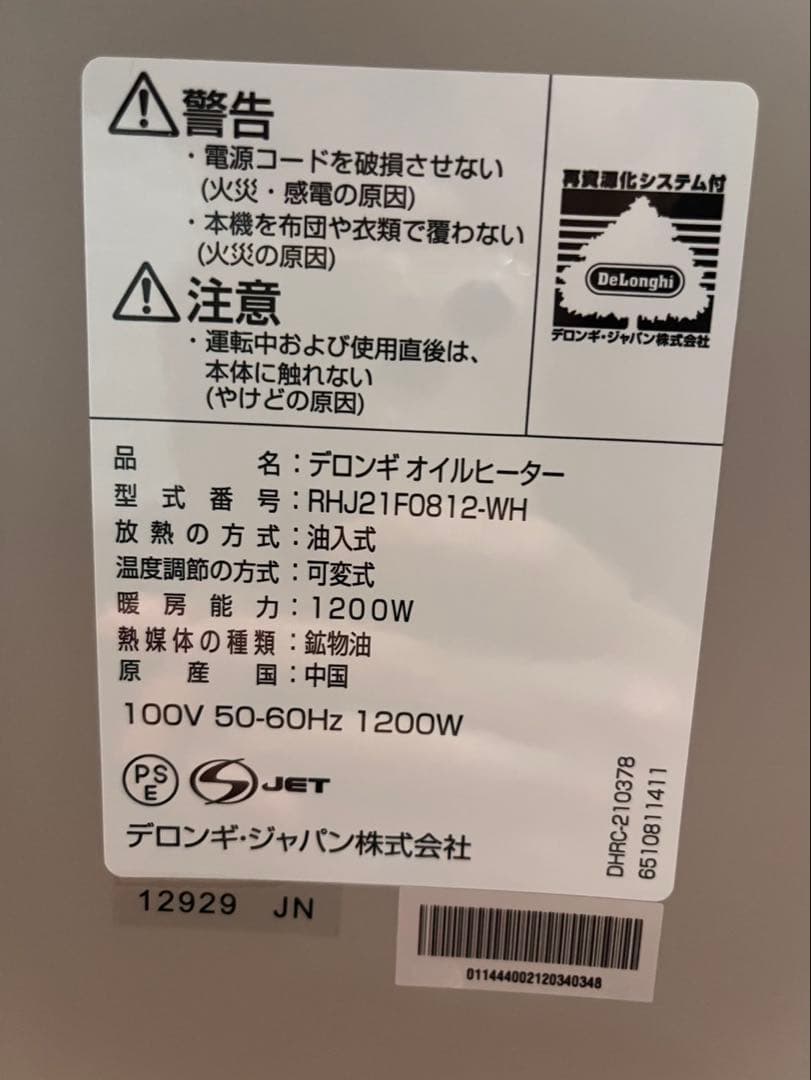 警告
・電源コードを破損させない
(火災・感電の原因)
・本機を布団や衣類で覆わない
(火災の原因)
注意
・運転中および使用直後は、
本体に触れない
(やけどの原因)
再資源化システム付
DeLonghi
デロンギ・ジャパン株式会社
品名：デロンギ オイルヒーター
型式番号：RHJ21F0812-WH
放熱の方式：油入式
温度調節の方式：可変式
暖房能力：1200W
熱媒体の種類：鉱物油
原産国：中国
100V 50-60Hz 1200W
PS
E
JET
デロンギ・ジャパン株式会社
DHRC-210378
6510811411
12929 JN
011444002120340348